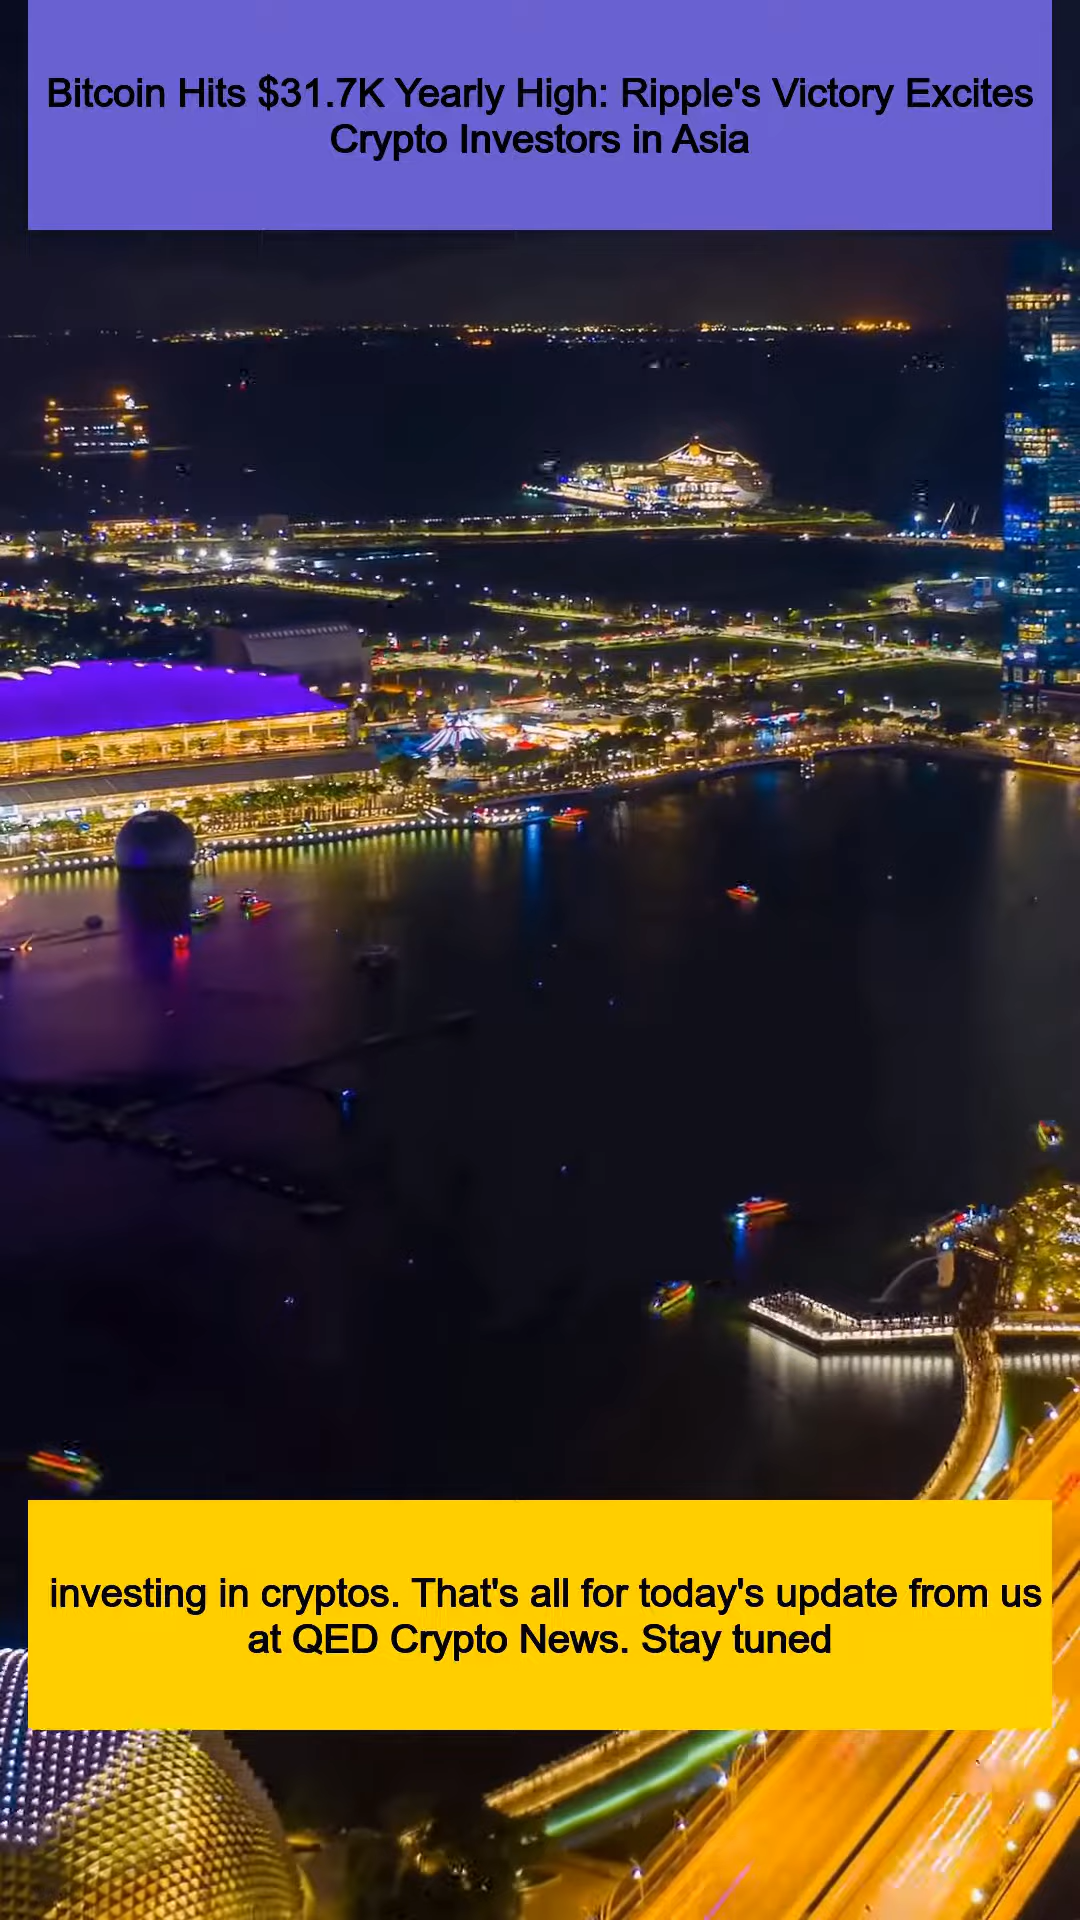 Bitcoin Hits $31.7K Yearly High: Ripple's Victory Excites
Crypto Investors in Asia
investing in cryptos. That's all for today's update from us
at QED Crypto News. Stay tuned